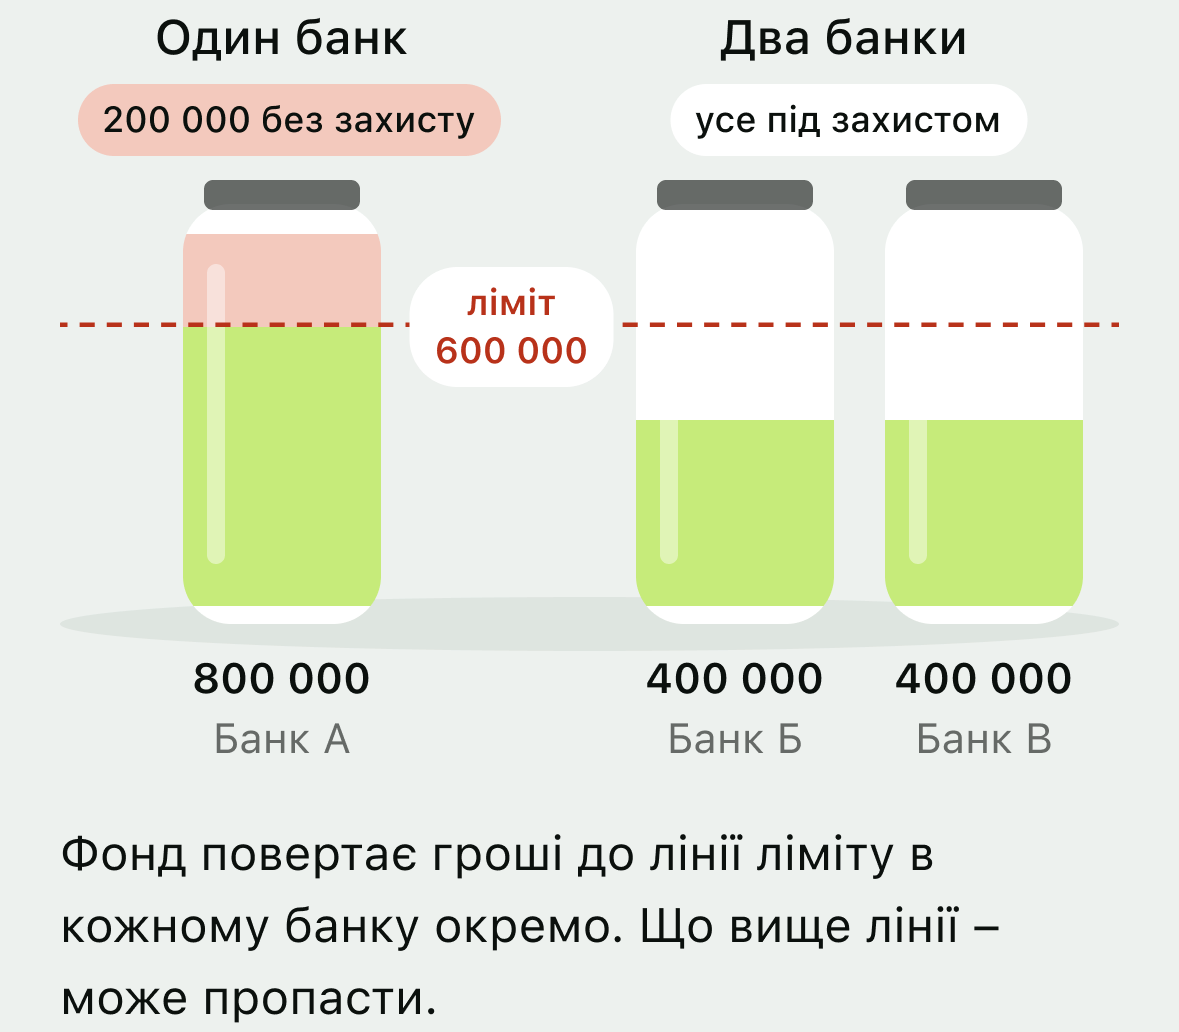 Один банк
Два банки
200 000 без захисту
усе під захистом
ліміт
600 000
800 000
400 000
400 000
Банк А
Банк Б
Банк В
Фонд повертає гроші до лінії ліміту в
кожному банку окремо. Що вище лінії –
може пропасти.